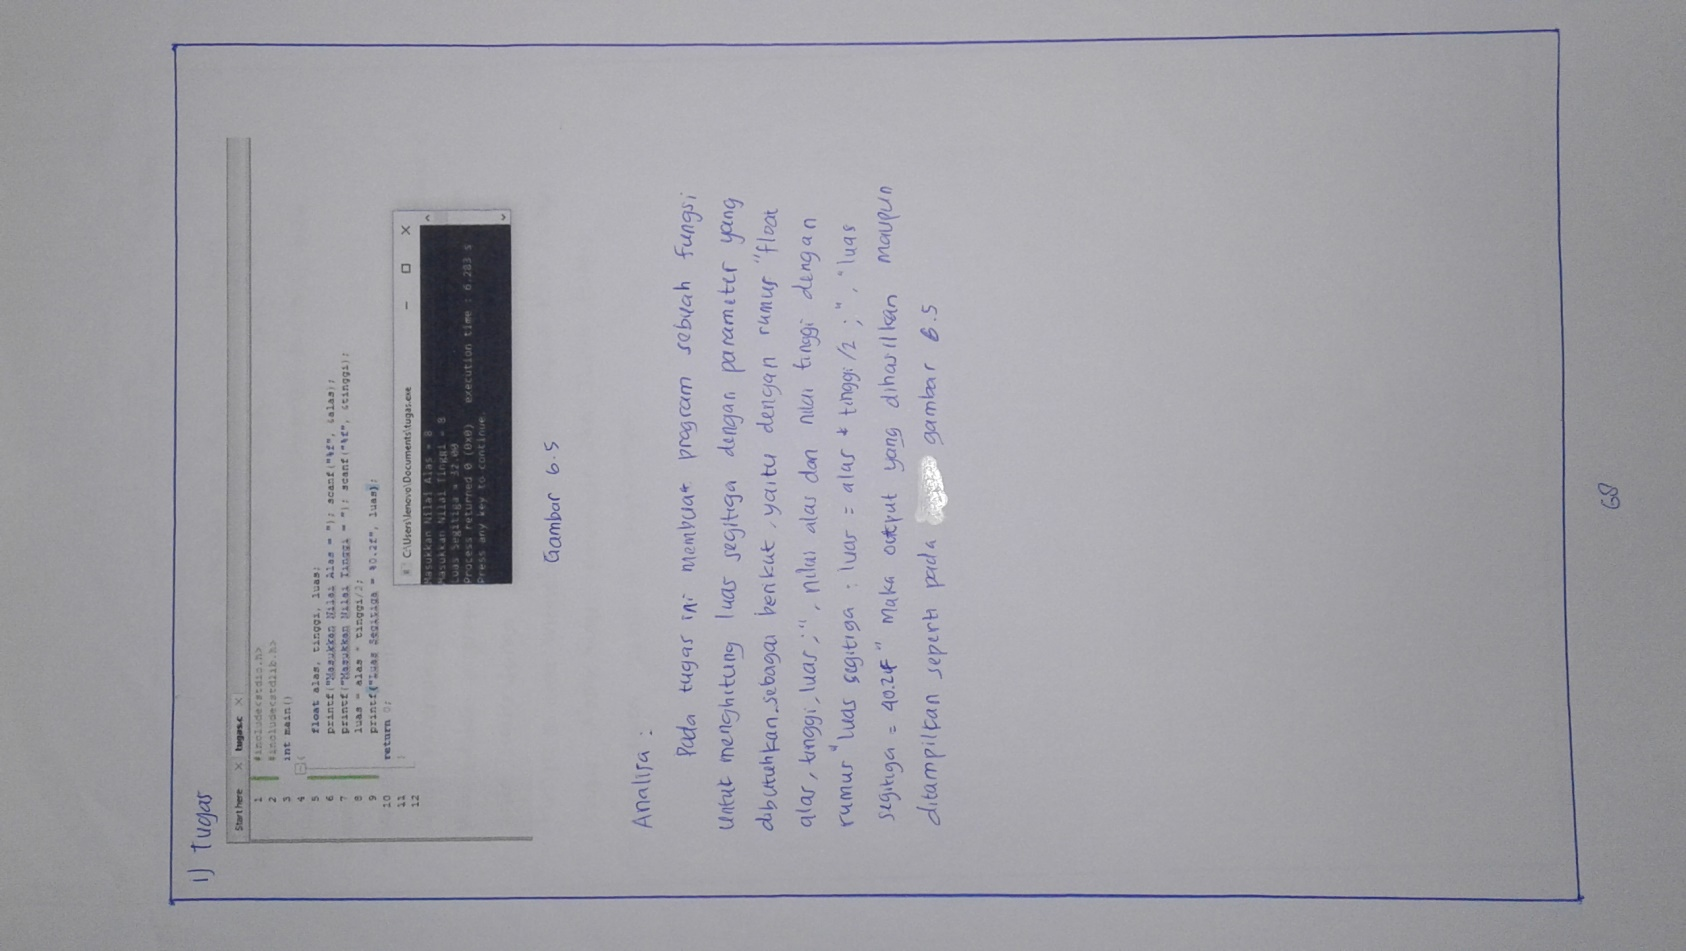 1) Tugas
Start here X tugas.c X
1 #include<stdio.h>
2 #include<stdlib.h>
3 int main()
4 {
5 float alas, tinggi, luas;
6 printf("Masukkan Nilai Alas = "); scanf("%f", &alas);
7 printf("Masukkan Nilai Tinggi = "); scanf("%f", &tinggi);
8 luas = alas * tinggi/2;
9 printf("Luas Segitiga = %0.2f", luas);
10 return 0;
11 }
12
C:\Users\lenovo\Documents\tugas.exe
Masukkan Nilai Alas = 8
Masukkan Nilai Tinggi = 8
Luas Segitiga = 32.00
Process returned 0 (0x0) execution time : 6.283 s
Press any key to continue.
Gambar 6.5
Analisa :
Pada tugas ini membuat program sebuah fungsi
untuk menghitung luas segitiga dengan parameter yang
dibutuhkan sebagai berikut, yaitu dengan rumus "float
alas, tinggi, luas ;", nilai alas dan nilai tinggi dengan
rumus "luas segitiga : luas = alas * tinggi /2 ;", "luas
segitiga = %0.2f" Maka output yang dihasilkan maupun
ditampilkan seperti pada gambar 6.5
68